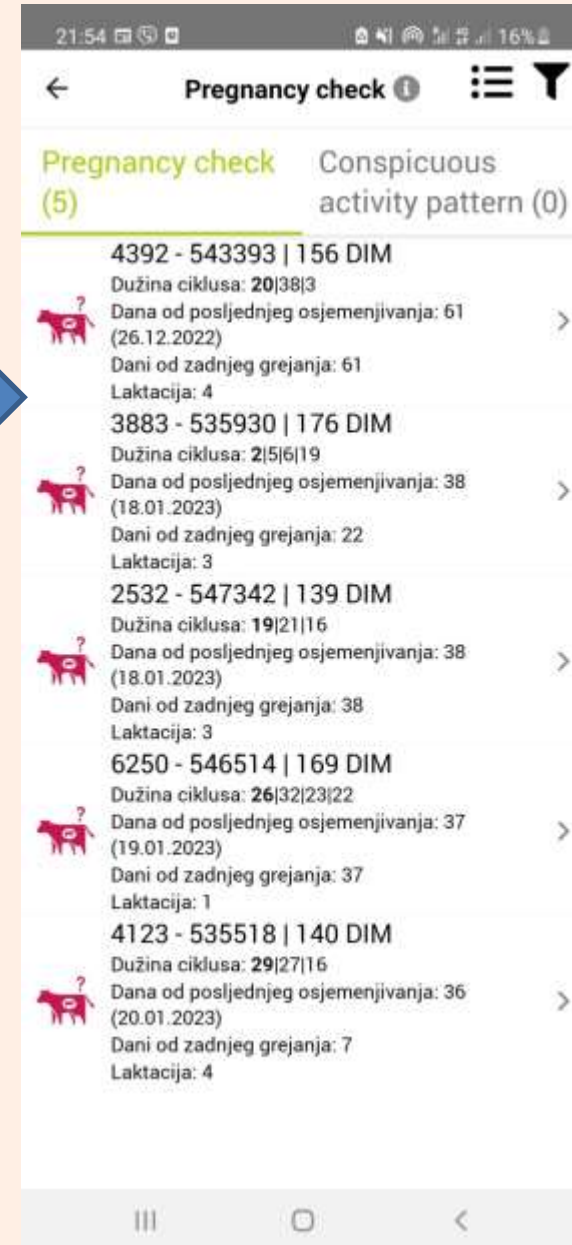 21:54
16%
Pregnancy check
Pregnancy check
(5)
Conspicuous
activity pattern (0)
4392 - 543393 | 156 DIM
Dužina ciklusa: 20|38|3
Dana od posljednjeg osjemenjivanja: 61
(26.12.2022)
Dani od zadnjeg grejanja: 61
Laktacija: 4
3883 - 535930 | 176 DIM
Dužina ciklusa: 2|5|6|19
Dana od posljednjeg osjemenjivanja: 38
(18.01.2023)
Dani od zadnjeg grejanja: 22
Laktacija: 3
2532 - 547342 | 139 DIM
Dužina ciklusa: 19|21|16
Dana od posljednjeg osjemenjivanja: 38
(18.01.2023)
Dani od zadnjeg grejanja: 38
Laktacija: 3
6250 - 546514 | 169 DIM
Dužina ciklusa: 26|32|23|22
Dana od posljednjeg osjemenjivanja: 37
(19.01.2023)
Dani od zadnjeg grejanja: 37
Laktacija: 1
4123 - 535518 | 140 DIM
Dužina ciklusa: 29|27|16
Dana od posljednjeg osjemenjivanja: 36
(20.01.2023)
Dani od zadnjeg grejanja: 7
Laktacija: 4